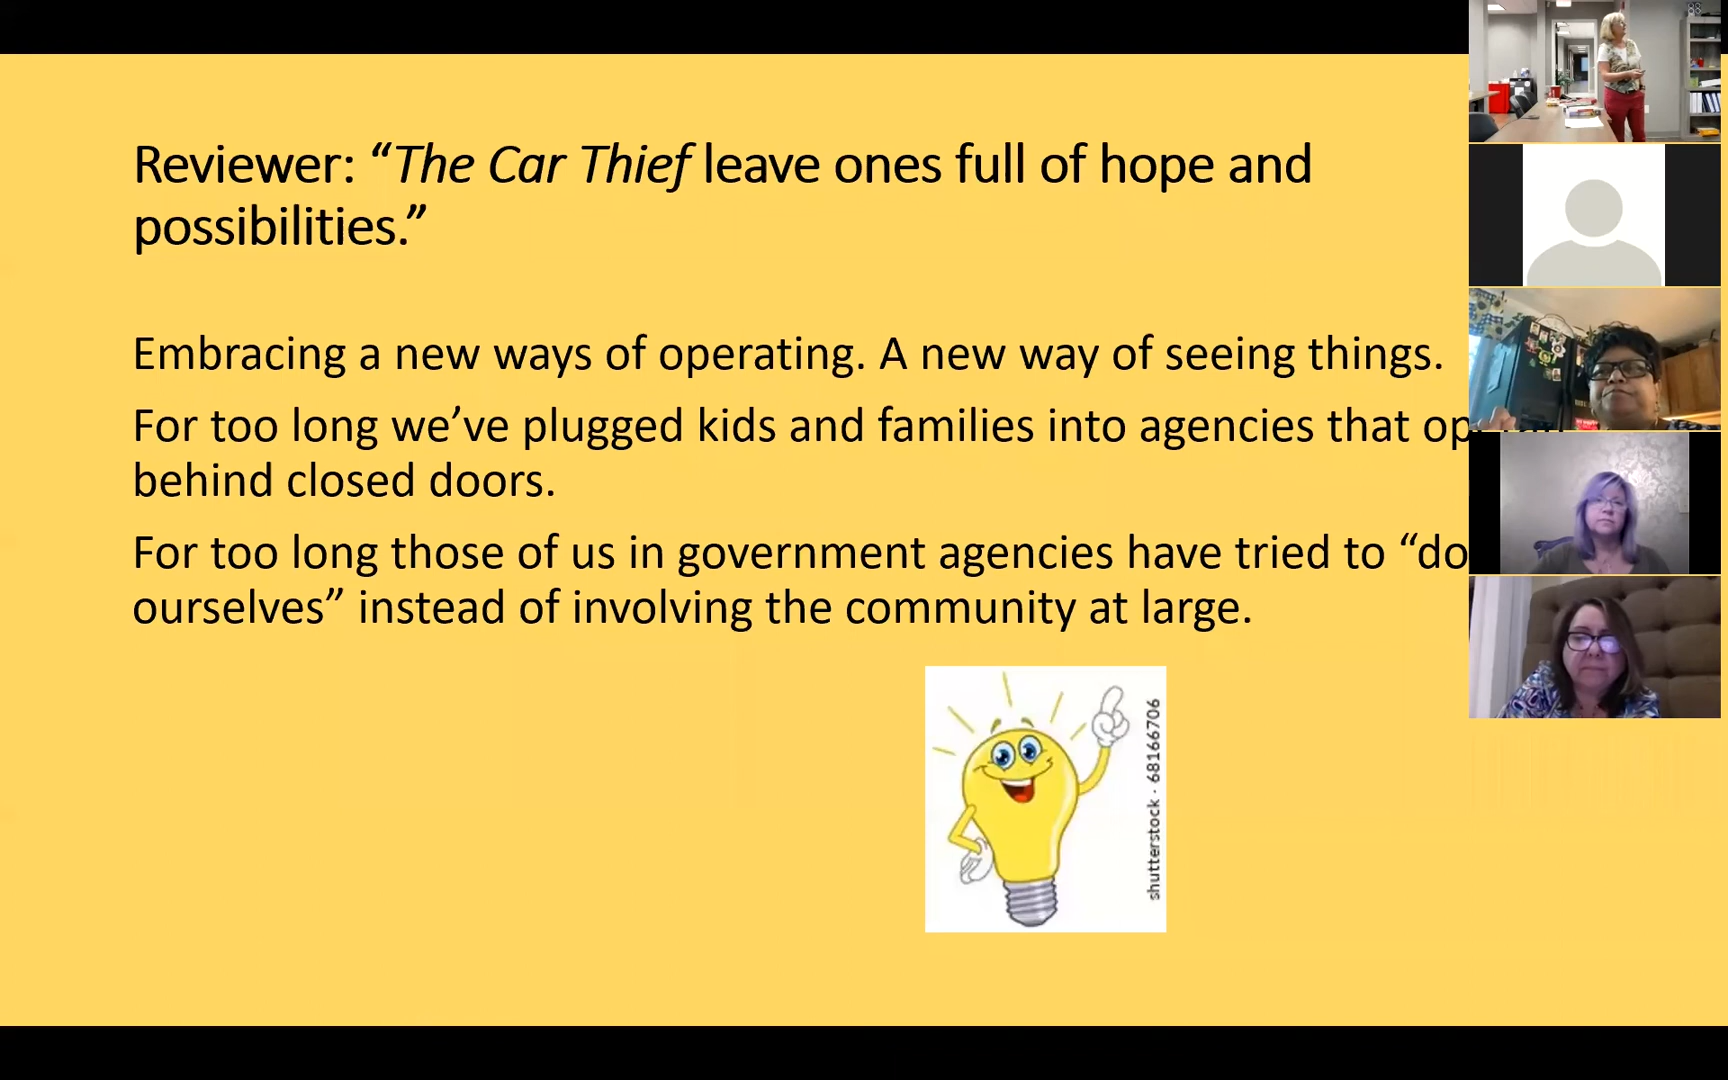 Reviewer: “The Car Thief leave ones full of hope and
possibilities.”
Embracing a new ways of operating. A new way of seeing things.
For too long we’ve plugged kids and families into agencies that
behind closed doors.
For too long those of us in government agencies have tried to “do
ourselves” instead of involving the community at large.
shutterstock · 68166706